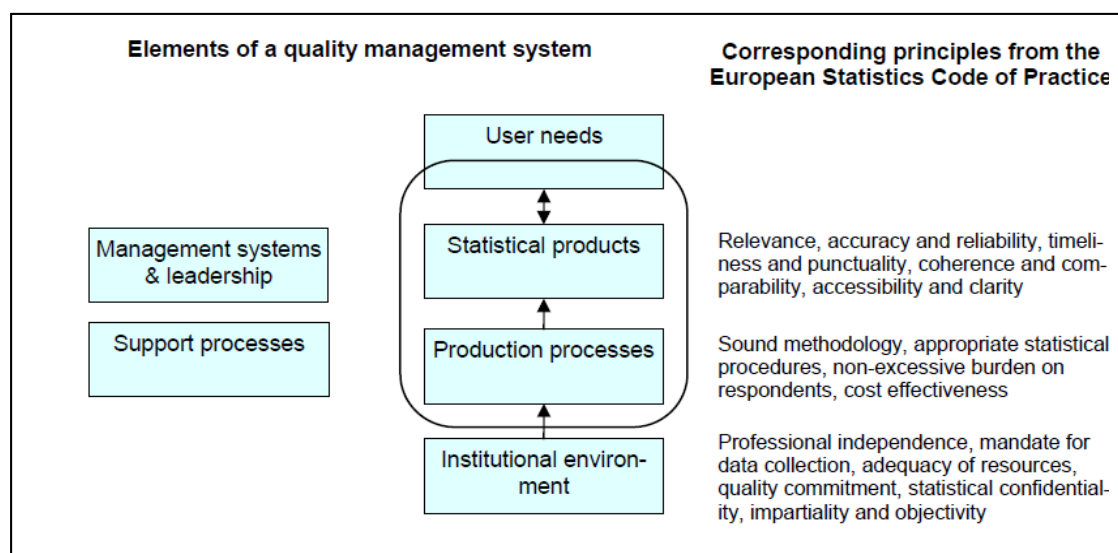 Elements of a quality management system
Corresponding principles from the
European Statistics Code of Practice
User needs
Management systems
& leadership
Statistical products
Relevance, accuracy and reliability, timeli-
ness and punctuality, coherence and com-
parability, accessibility and clarity
Support processes
Production processes
Sound methodology, appropriate statistical
procedures, non-excessive burden on
respondents, cost effectiveness
Institutional environ-
ment
Professional independence, mandate for
data collection, adequacy of resources,
quality commitment, statistical confidential-
ity, impartiality and objectivity